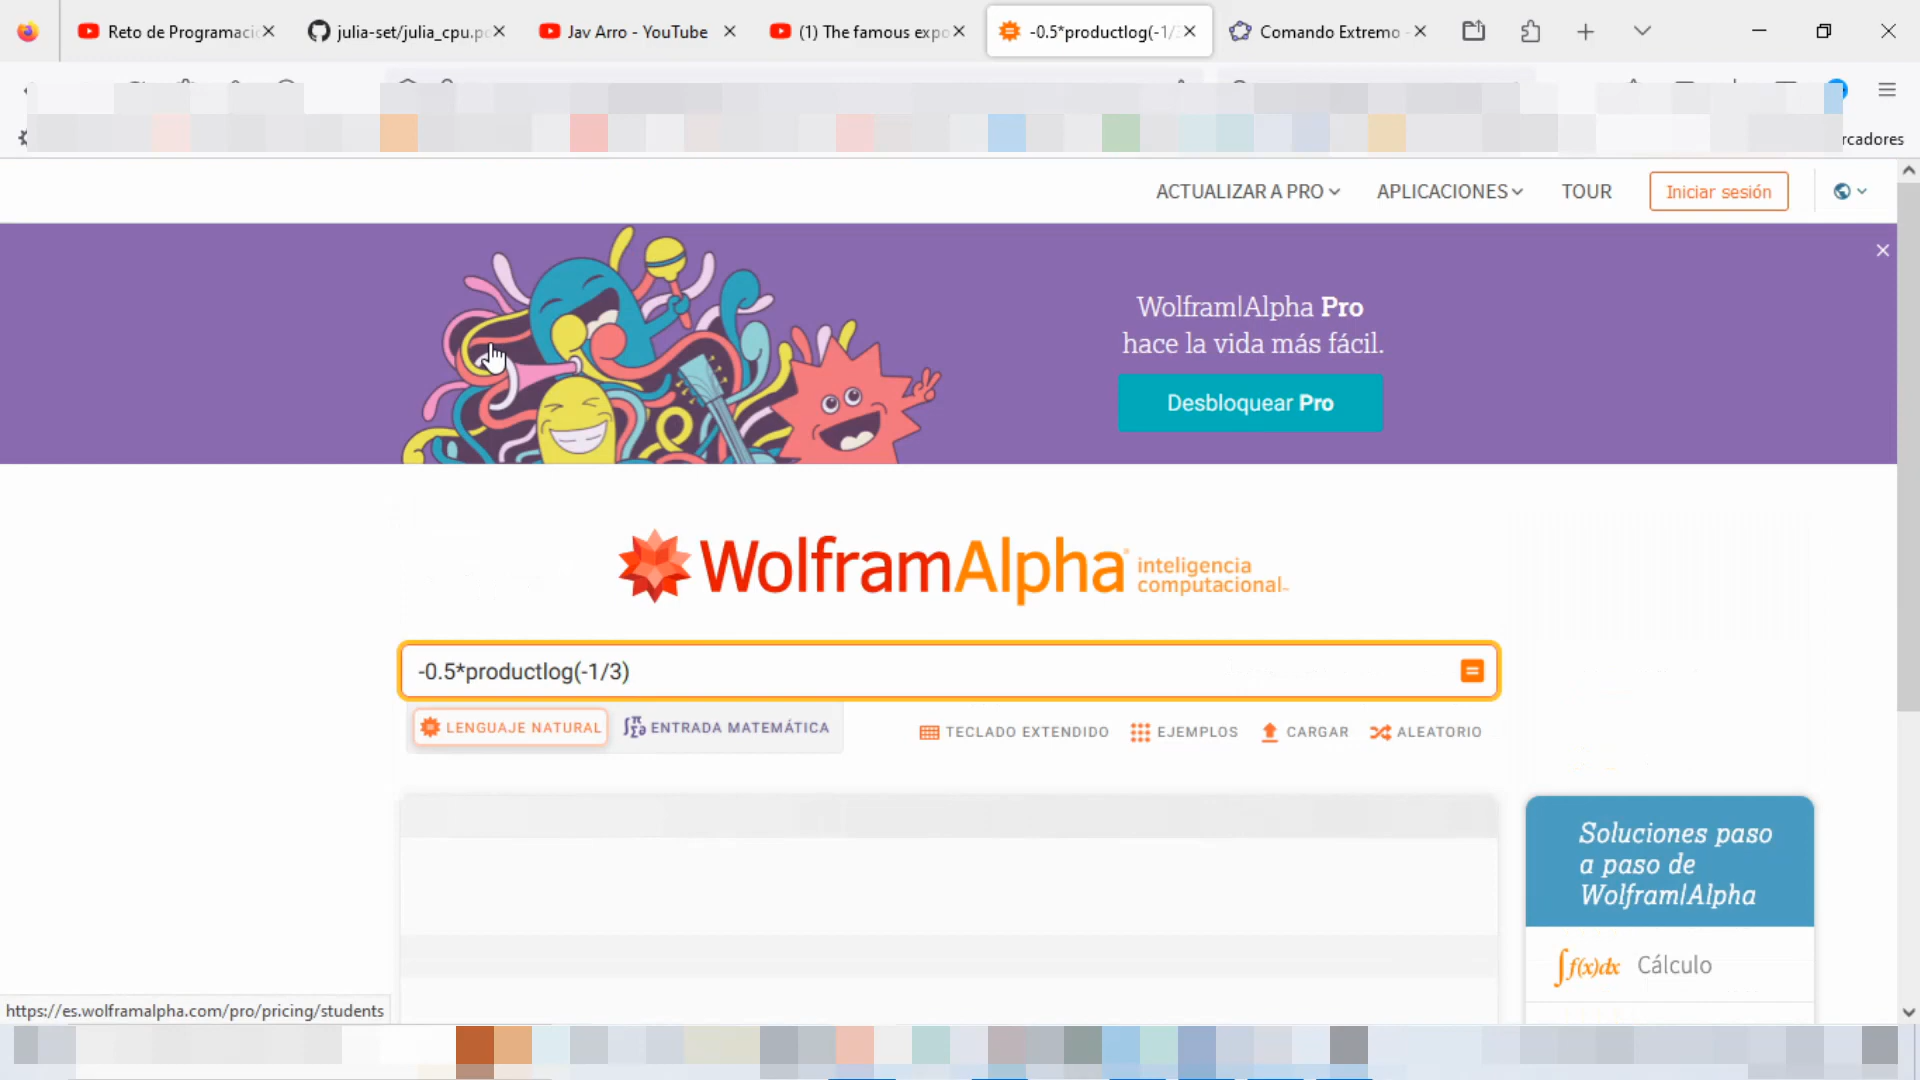 Reto de Programaci
julia-set/julia_cpu.p
Jav Arro - YouTube
(1) The famous expo
-0.5*productlog(-1/3
Comando Extremo -
rcadores
ACTUALIZAR A PRO
APLICACIONES
TOUR
Iniciar sesión
Wolfram|Alpha Pro
hace la vida más fácil.
Desbloquear Pro
WolframAlpha inteligencia
computacional
-0.5*productlog(-1/3)
LENGUAJE NATURAL
ENTRADA MATEMÁTICA
TECLADO EXTENDIDO
EJEMPLOS
CARGAR
ALEATORIO
Soluciones paso
a paso de
Wolfram|Alpha
∫f(x)dx Cálculo
https://es.wolframalpha.com/pro/pricing/students